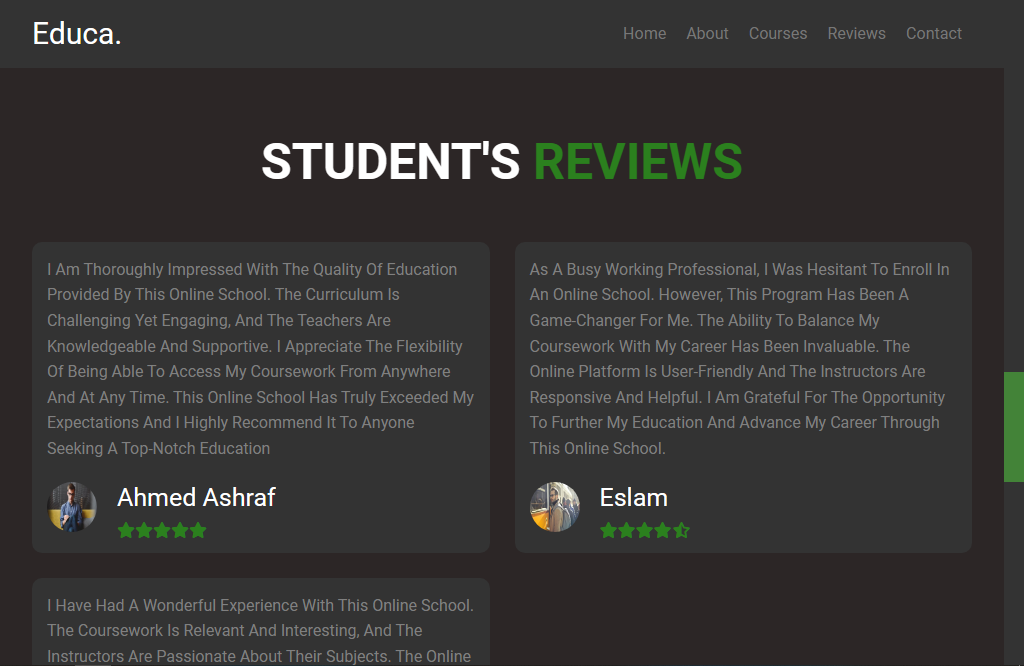 Educa.
Home About Courses Reviews Contact
STUDENT'S REVIEWS
I Am Thoroughly Impressed With The Quality Of Education
Provided By This Online School. The Curriculum Is
Challenging Yet Engaging, And The Teachers Are
Knowledgeable And Supportive. I Appreciate The Flexibility
Of Being Able To Access My Coursework From Anywhere
And At Any Time. This Online School Has Truly Exceeded My
Expectations And I Highly Recommend It To Anyone
Seeking A Top-Notch Education
Ahmed Ashraf
As A Busy Working Professional, I Was Hesitant To Enroll In
An Online School. However, This Program Has Been A
Game-Changer For Me. The Ability To Balance My
Coursework With My Career Has Been Invaluable. The
Online Platform Is User-Friendly And The Instructors Are
Responsive And Helpful. I Am Grateful For The Opportunity
To Further My Education And Advance My Career Through
This Online School.
Eslam
I Have Had A Wonderful Experience With This Online School.
The Coursework Is Relevant And Interesting, And The
Instructors Are Passionate About Their Subjects. The Online